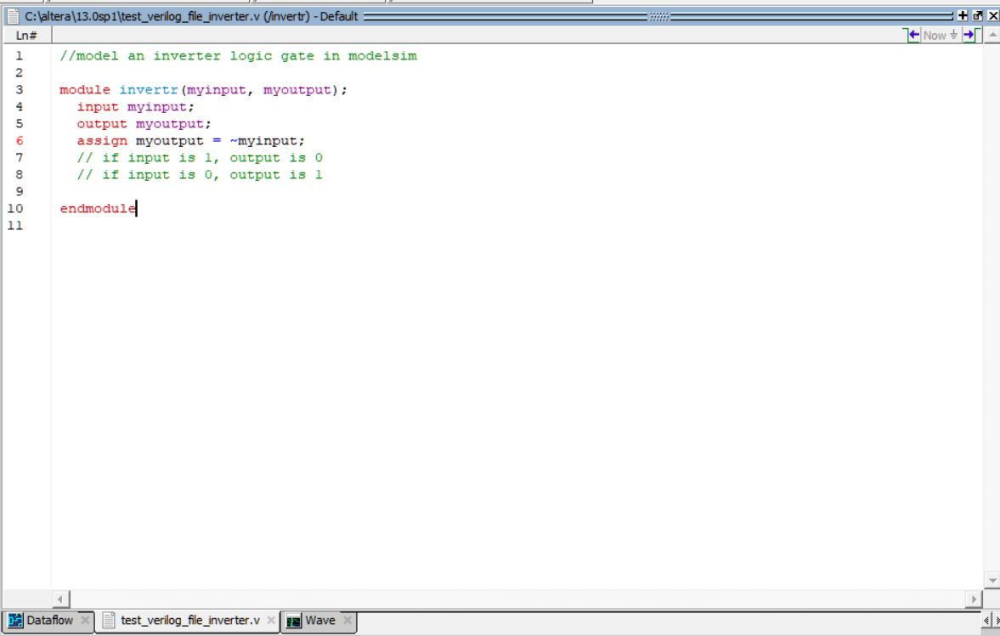 C:\altera\13.0sp1\test_verilog_file_inverter.v (/invertr) - Default
Ln# Now
1 //model an inverter logic gate in modelsim
2
3 module invertr(myinput, myoutput);
4 input myinput;
5 output myoutput;
6 assign myoutput = ~myinput;
7 // if input is 1, output is 0
8 // if input is 0, output is 1
9
10 endmodule
11
Dataflow test_verilog_file_inverter.v Wave